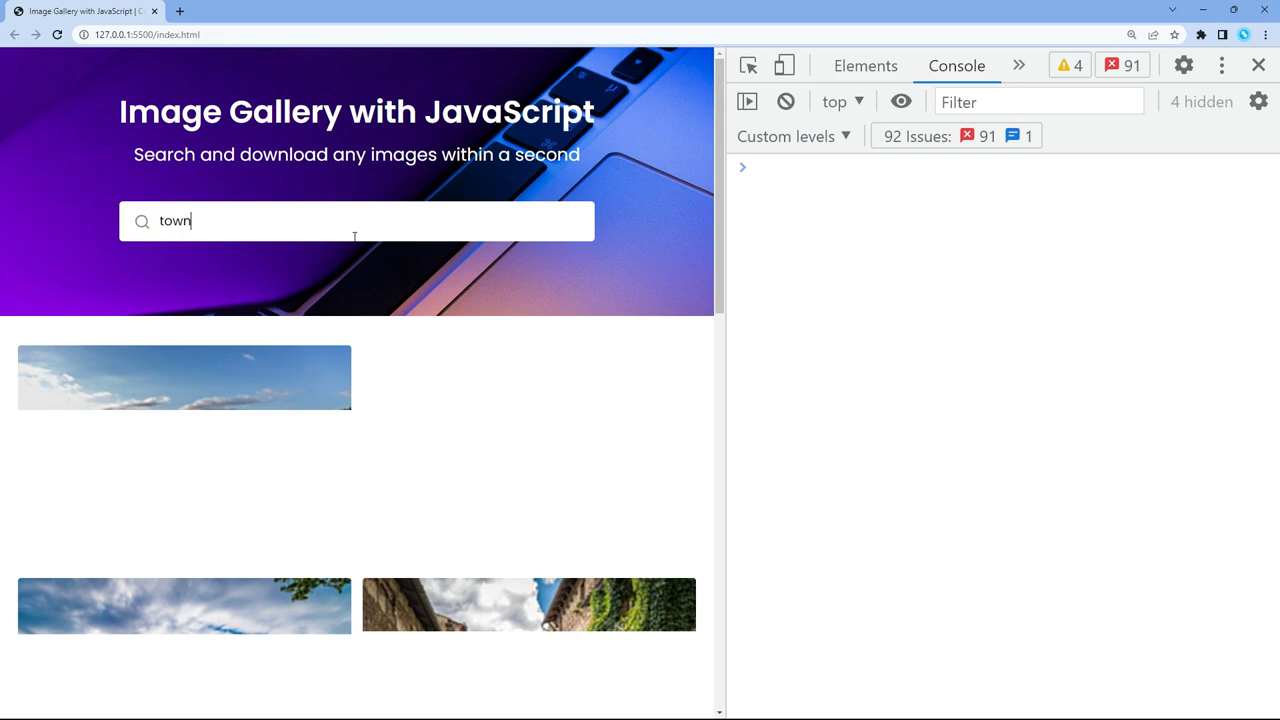 Image Gallery with JavaScript | C
127.0.0.1:5500/index.html
Image Gallery with JavaScript
Search and download any images within a second
town
Elements
Console
4
91
top
Filter
4 hidden
Custom levels
92 Issues: 91 1